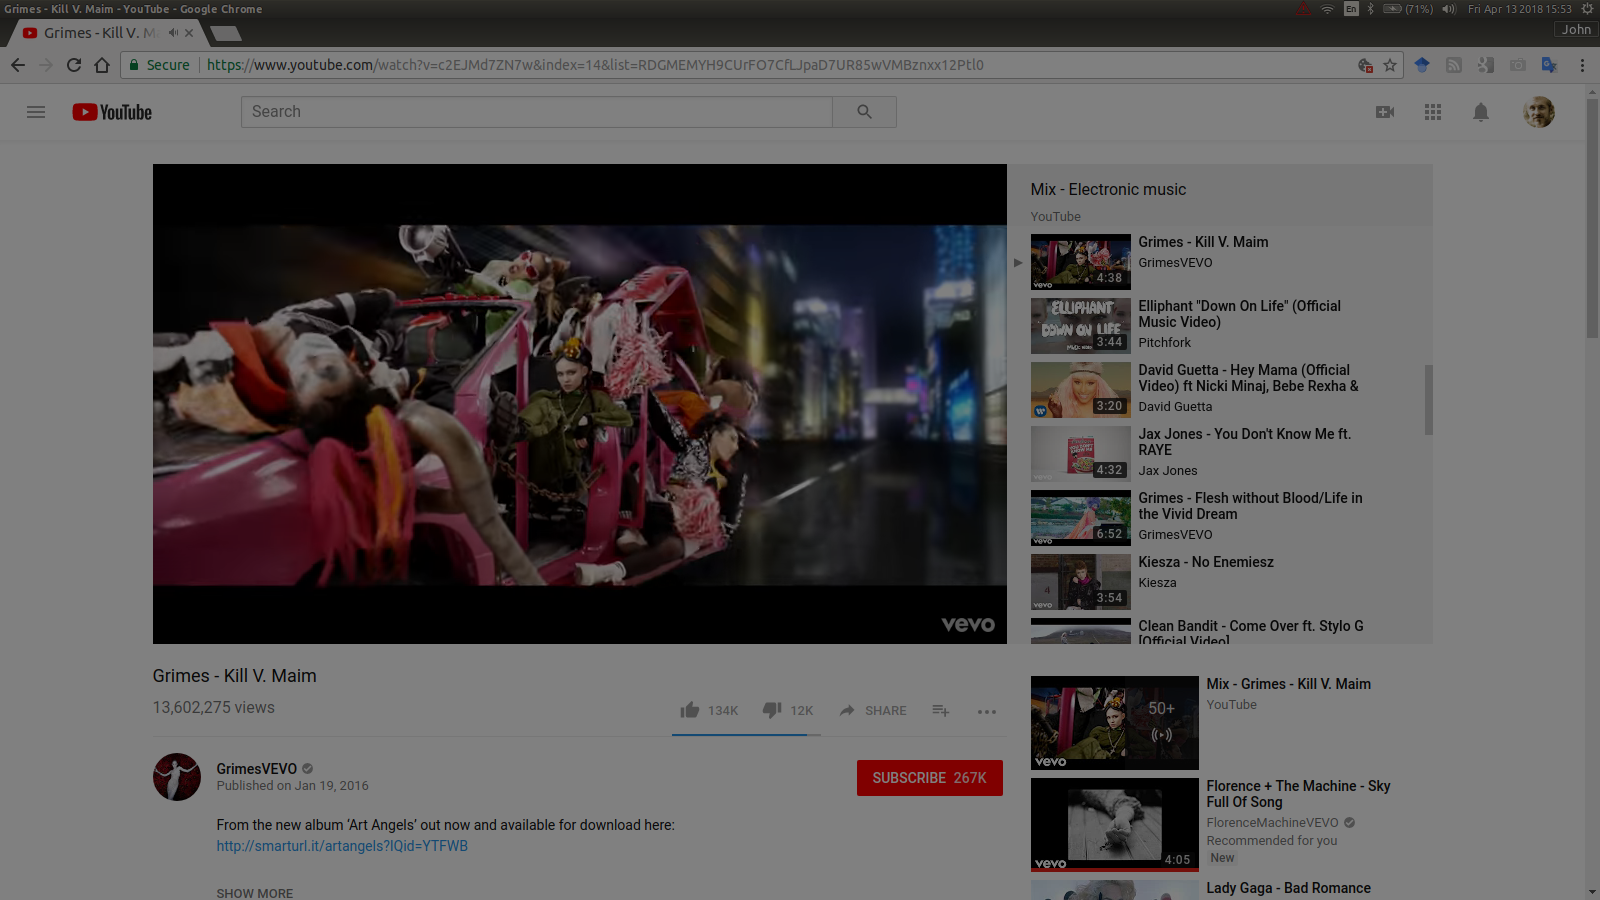 Grimes - Kill V. Maim - YouTube - Google Chrome
En
(71%)
Fri Apr 13 2018 15:53
Grimes - Kill V. Ma
John
Secure
https://www.youtube.com/watch?v=c2EJMd7ZN7w&index=14&list=RDGMEMYH9CUrFO7CfLJpaD7UR85wVMBznxx12Ptl0
YouTube
Search
vevo
Mix - Electronic music
YouTube
4:38
vevo
Grimes - Kill V. Maim
GrimesVEVO
ELLIPHANT
DOWN ON LIFE
3:44
Elliphant "Down On Life" (Official
Music Video)
Pitchfork
3:20
David Guetta - Hey Mama (Official
Video) ft Nicki Minaj, Bebe Rexha &
David Guetta
4:32
Jax Jones - You Don't Know Me ft.
RAYE
Jax Jones
6:52
vevo
Grimes - Flesh without Blood/Life in
the Vivid Dream
GrimesVEVO
3:54
vevo
Kiesza - No Enemiesz
Kiesza
Clean Bandit - Come Over ft. Stylo G
[Official Video]
Grimes - Kill V. Maim
13,602,275 views
134K
12K
SHARE
GrimesVEVO
Published on Jan 19, 2016
SUBSCRIBE 267K
From the new album ‘Art Angels’ out now and available for download here:
http://smarturl.it/artangels?IQid=YTFWB
SHOW MORE
50+
vevo
Mix - Grimes - Kill V. Maim
YouTube
vevo
4:05
Florence + The Machine - Sky
Full Of Song
FlorenceMachineVEVO
Recommended for you
New
Lady Gaga - Bad Romance